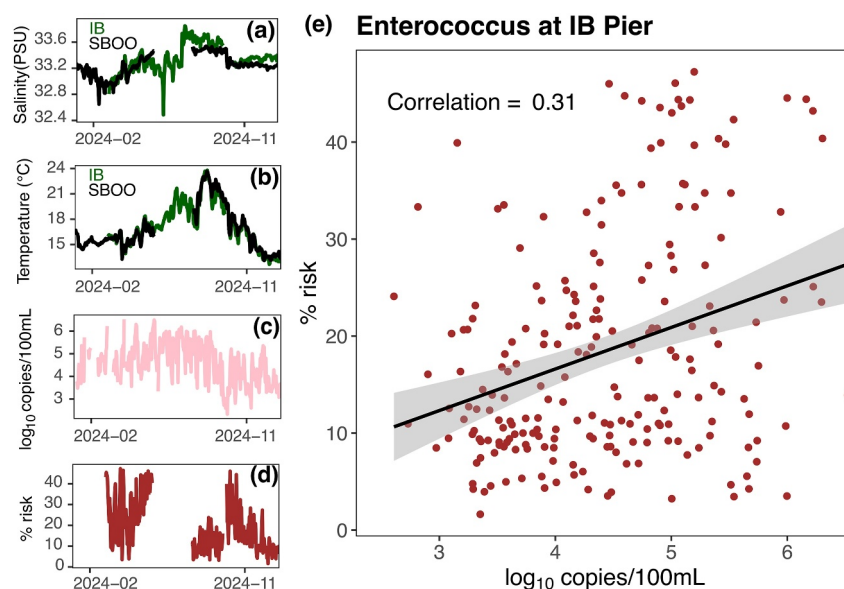 (a)
IB
SBOO
Salinity(PSU)
33.6
33.2
32.8
32.4
2024−02
2024−11
(b)
IB
SBOO
Temperature (°C)
24
21
18
15
2024−02
2024−11
(c)
log10 copies/100mL
6
5
4
3
2024−02
2024−11
(d)
% risk
40
30
20
10
0
2024−02
2024−11
(e) Enterococcus at IB Pier
Correlation = 0.31
% risk
40
30
20
10
0
3
4
5
6
log10 copies/100mL